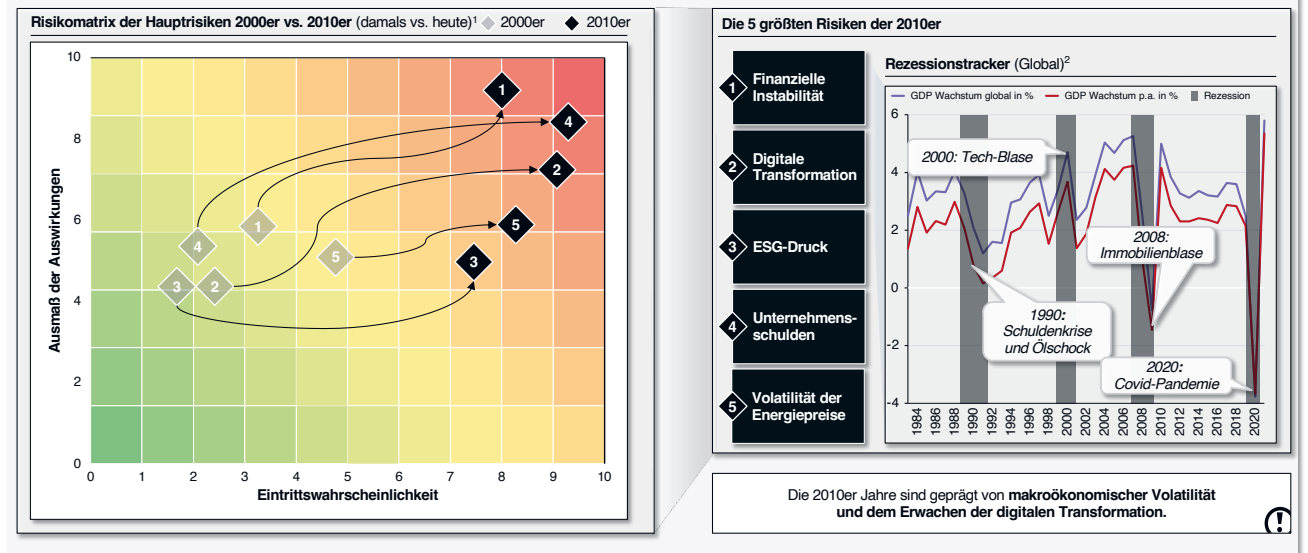 Risikomatrix der Hauptrisiken 2000er vs. 2010er (damals vs. heute)¹ 2000er 2010er
10
8
6
4
2
0
Ausmaß der Auswirkungen
1
4
2
1
4
5
5
3
3
2
0 1 2 3 4 5 6 7 8 9 10
Eintrittswahrscheinlichkeit
Die 5 größten Risiken der 2010er
1 Finanzielle
Instabilität
2 Digitale
Transformation
3 ESG-Druck
4 Unternehmens-
schulden
5 Volatilität der
Energiepreise
Rezessionstracker (Global)²
GDP Wachstum global in % GDP Wachstum p.a. in % Rezession
6
4
2
0
-2
-4
2000: Tech-Blase
2008:
Immobilienblase
1990:
Schuldenkrise
und Ölschock
2020:
Covid-Pandemie
1984 1986 1988 1990 1992 1994 1996 1998 2000 2002 2004 2006 2008 2010 2012 2014 2016 2018 2020
Die 2010er Jahre sind geprägt von makroökonomischer Volatilität
und dem Erwachen der digitalen Transformation.
!